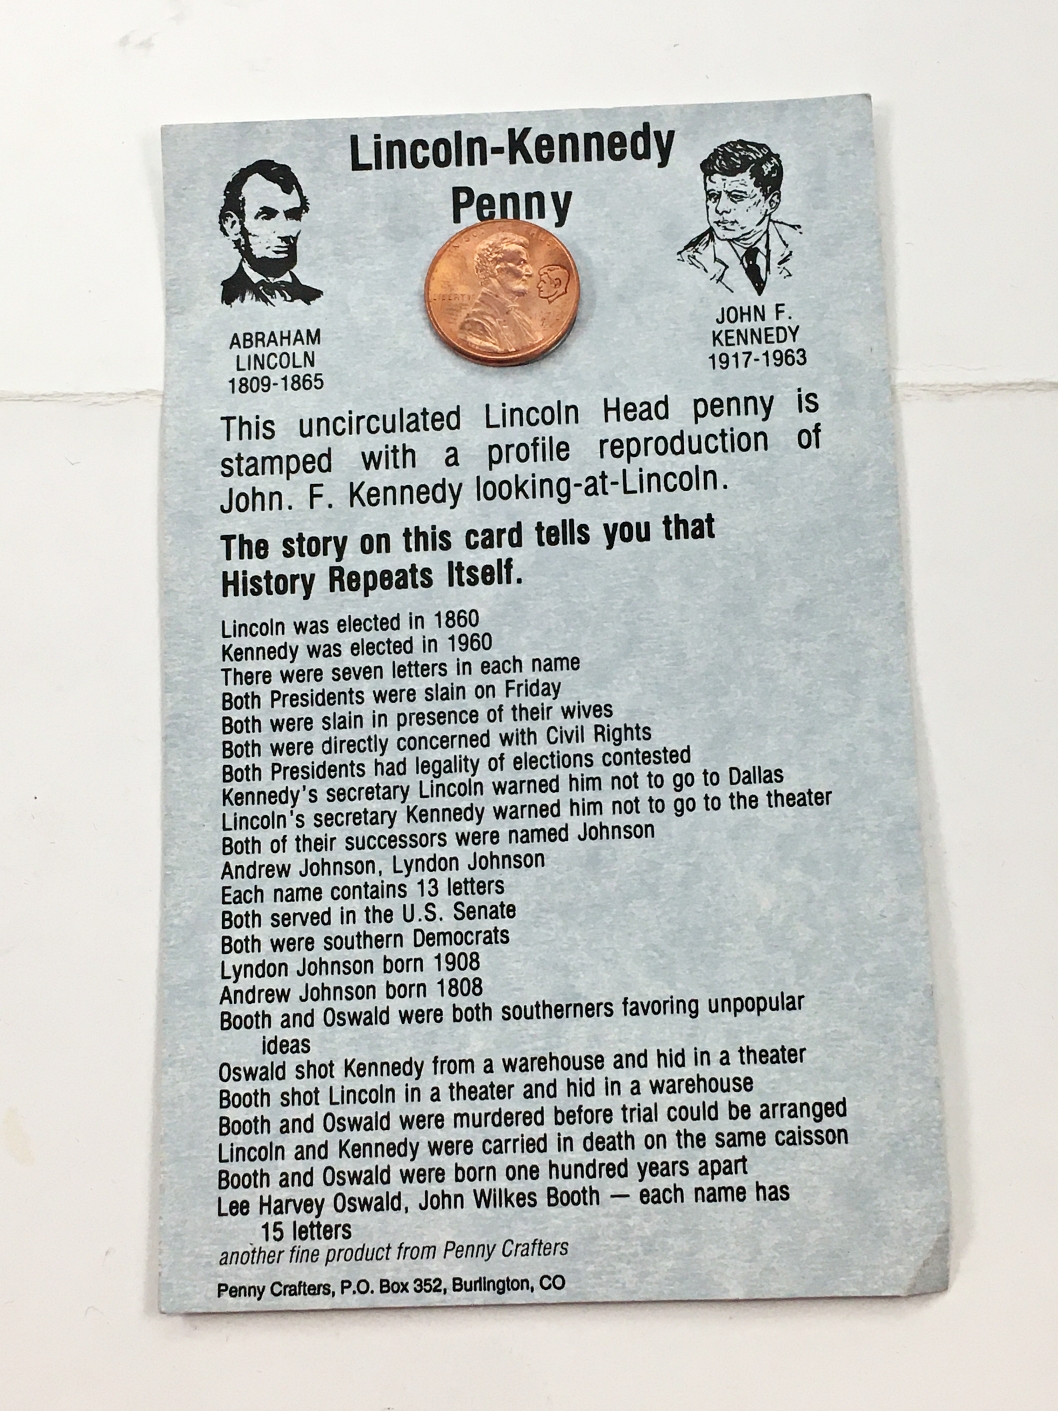 Lincoln-Kennedy
Penny
ABRAHAM
LINCOLN
1809-1865
JOHN F.
KENNEDY
1917-1963
LIBERTY
This uncirculated Lincoln Head penny is
stamped with a profile reproduction of
John. F. Kennedy looking-at-Lincoln.
The story on this card tells you that
History Repeats Itself.
Lincoln was elected in 1860
Kennedy was elected in 1960
There were seven letters in each name
Both Presidents were slain on Friday
Both were slain in presence of their wives
Both were directly concerned with Civil Rights
Both Presidents had legality of elections contested
Kennedy's secretary Lincoln warned him not to go to Dallas
Lincoln's secretary Kennedy warned him not to go to the theater
Both of their successors were named Johnson
Andrew Johnson, Lyndon Johnson
Each name contains 13 letters
Both served in the U.S. Senate
Both were southern Democrats
Lyndon Johnson born 1908
Andrew Johnson born 1808
Booth and Oswald were both southerners favoring unpopular
ideas
Oswald shot Kennedy from a warehouse and hid in a theater
Booth shot Lincoln in a theater and hid in a warehouse
Booth and Oswald were murdered before trial could be arranged
Lincoln and Kennedy were carried in death on the same caisson
Booth and Oswald were born one hundred years apart
Lee Harvey Oswald, John Wilkes Booth — each name has
15 letters
another fine product from Penny Crafters
Penny Crafters, P.O. Box 352, Burlington, CO